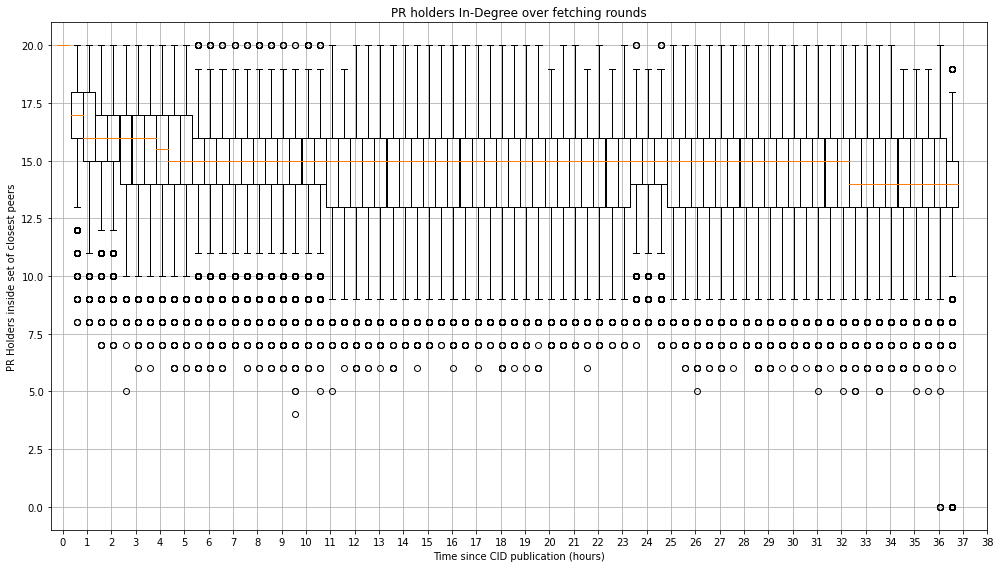 PR holders In-Degree over fetching rounds
20.0
17.5
15.0
12.5
10.0
7.5
5.0
2.5
0.0
PR Holders inside set of closest peers
0 1 2 3 4 5 6 7 8 9 10 11 12 13 14 15 16 17 18 19 20 21 22 23 24 25 26 27 28 29 30 31 32 33 34 35 36 37 38
Time since CID publication (hours)